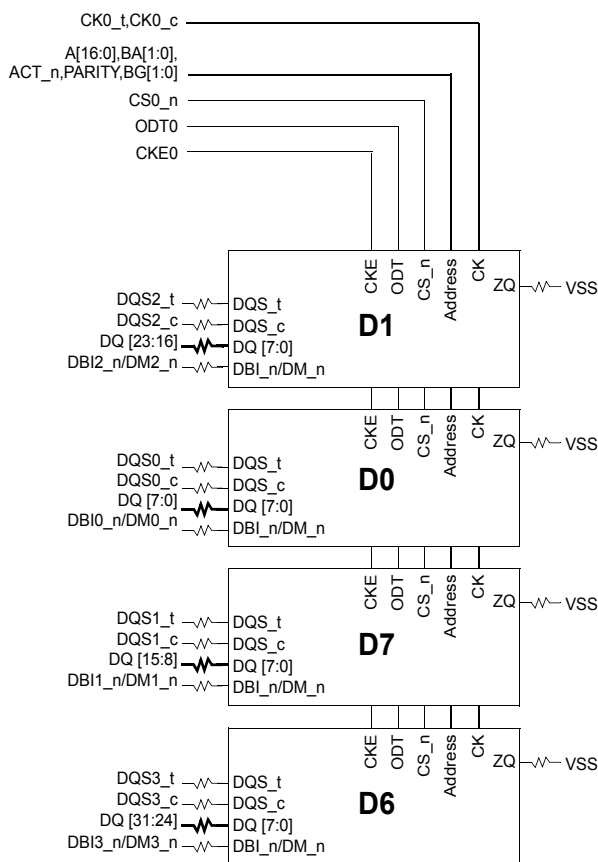 CK0_t,CK0_c
A[16:0],BA[1:0],
ACT_n,PARITY,BG[1:0]
CS0_n
ODT0
CKE0
CKE
ODT
CS_n
Address
CK
ZQ
VSS
D1
DQS2_t
DQS_t
DQS2_c
DQS_c
DQ [23:16]
DQ [7:0]
DBI2_n/DM2_n
DBI_n/DM_n
CKE
ODT
CS_n
Address
CK
ZQ
VSS
D0
DQS0_t
DQS_t
DQS0_c
DQS_c
DQ [7:0]
DQ [7:0]
DBI0_n/DM0_n
DBI_n/DM_n
CKE
ODT
CS_n
Address
CK
ZQ
VSS
D7
DQS1_t
DQS_t
DQS1_c
DQS_c
DQ [15:8]
DQ [7:0]
DBI1_n/DM1_n
DBI_n/DM_n
CKE
ODT
CS_n
Address
CK
ZQ
VSS
D6
DQS3_t
DQS_t
DQS3_c
DQS_c
DQ [31:24]
DQ [7:0]
DBI3_n/DM3_n
DBI_n/DM_n